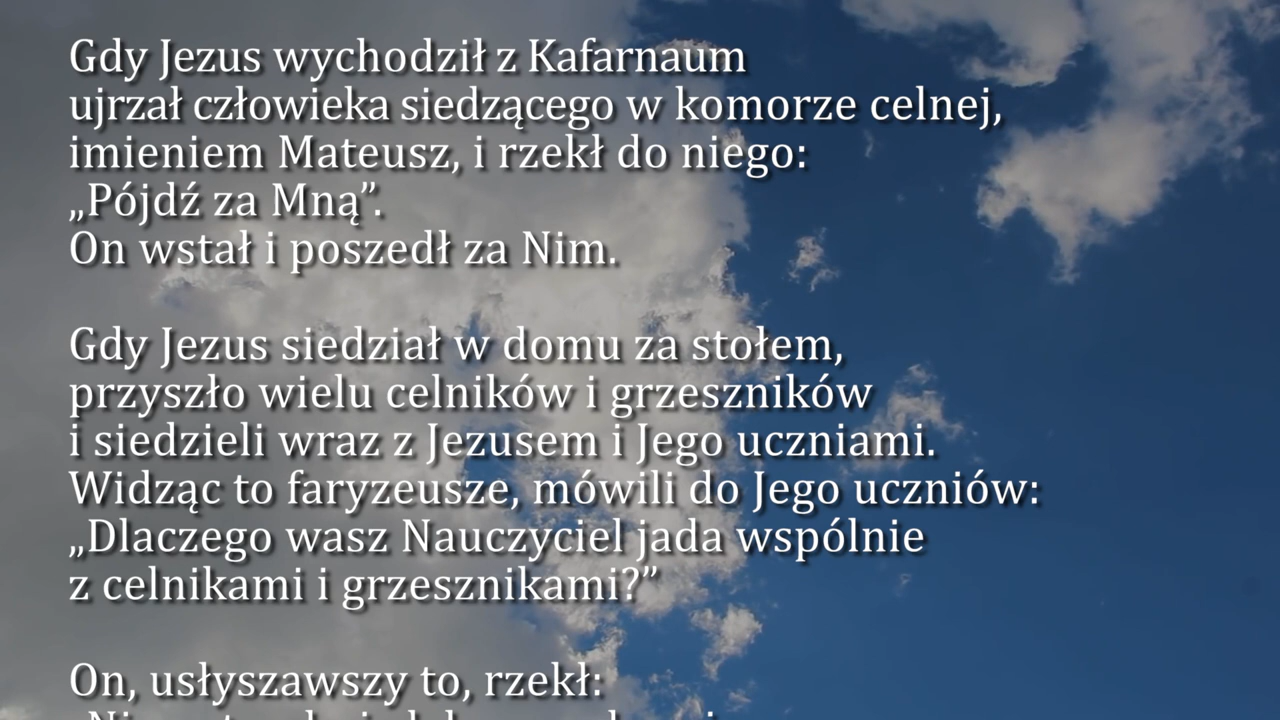 Gdy Jezus wychodził z Kafarnaum
ujrzał człowieka siedzącego w komorze celnej,
imieniem Mateusz, i rzekł do niego:
„Pójdź za Mną”.
On wstał i poszedł za Nim.
Gdy Jezus siedział w domu za stołem,
przyszło wielu celników i grzeszników
i siedzieli wraz z Jezusem i Jego uczniami.
Widząc to faryzeusze, mówili do Jego uczniów:
„Dlaczego wasz Nauczyciel jada wspólnie
z celnikami i grzesznikami?”
On, usłyszawszy to, rzekł: